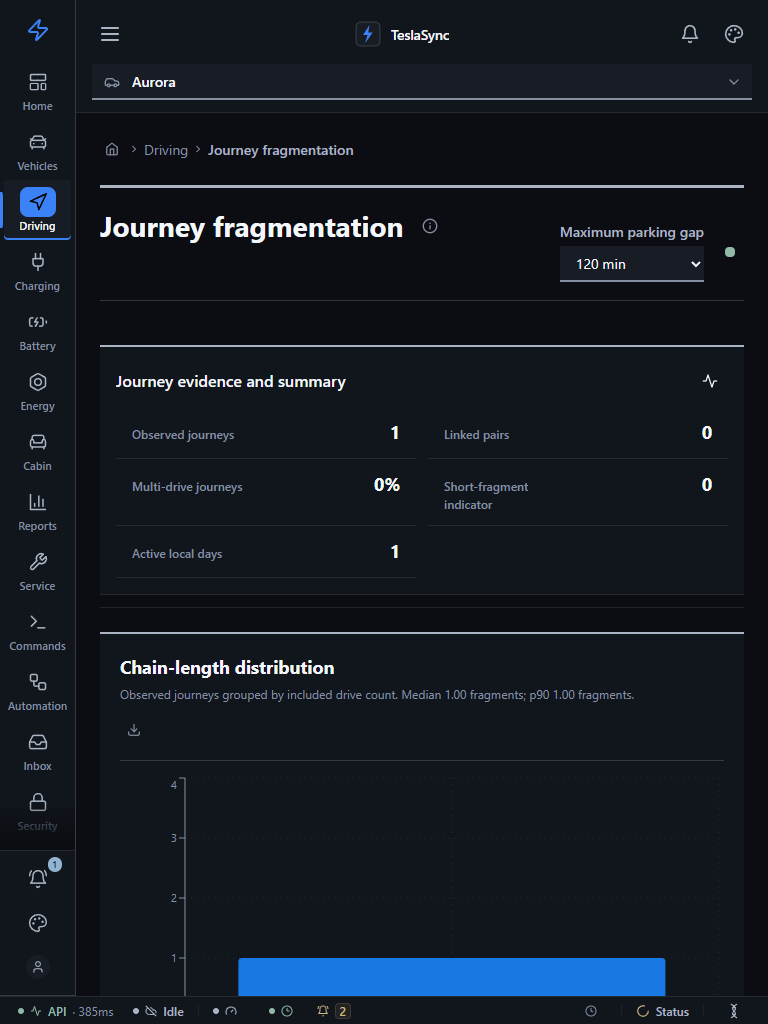 TeslaSync
Aurora
Home
Vehicles
Driving
Charging
Battery
Energy
Cabin
Reports
Service
Commands
Automation
Inbox
Security
1
Driving
Journey fragmentation
Journey fragmentation
Maximum parking gap
120 min
Journey evidence and summary
Observed journeys 1
Linked pairs 0
Multi-drive journeys 0%
Short-fragment indicator 0
Active local days 1
Chain-length distribution
Observed journeys grouped by included drive count. Median 1.00 fragments; p90 1.00 fragments.
4
3
2
1
API · 385ms
Idle
2
Status